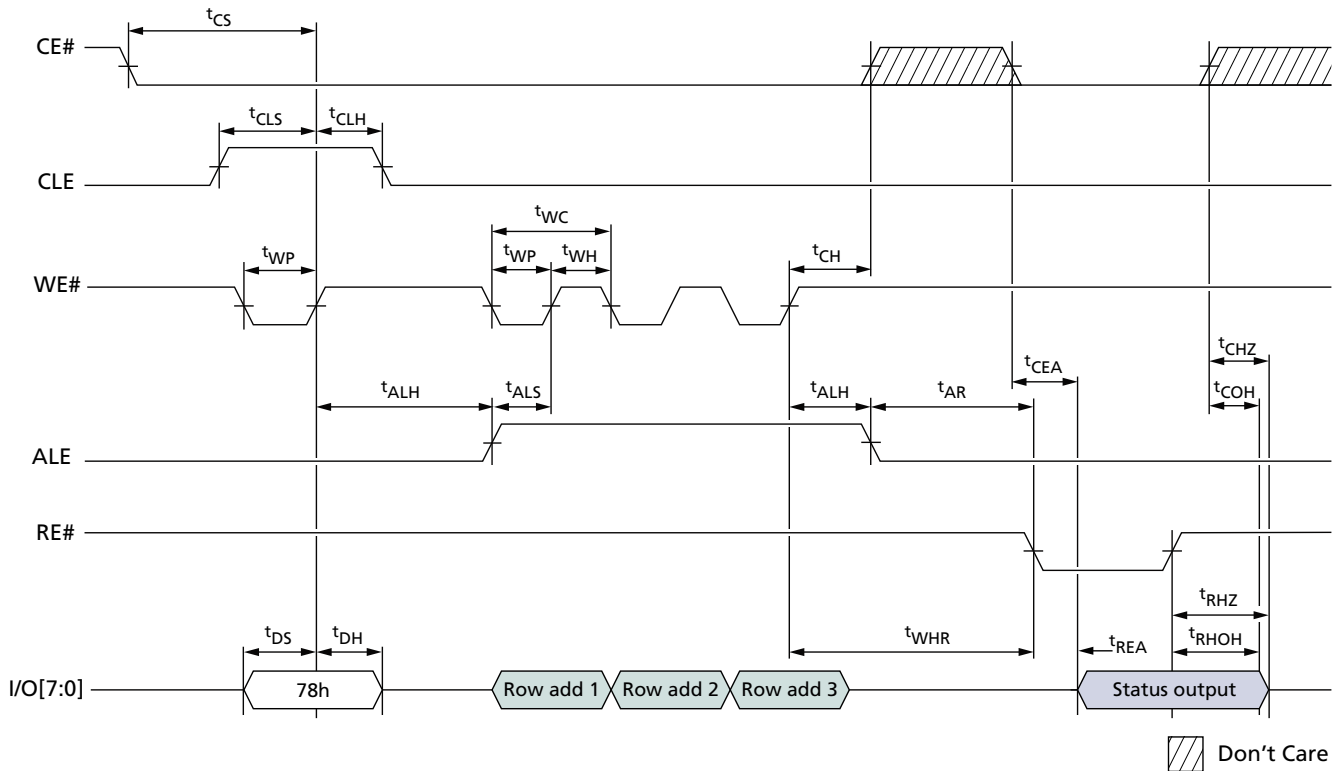 tCS
CE#
tCLS
tCLH
CLE
tWC
tWP
tWP
tWH
tCH
WE#
tCHZ
tCEA
tALH
tALS
tALH
tAR
tCOH
ALE
RE#
tRHZ
tDS
tDH
tWHR
tREA
tRHOH
I/O[7:0]
78h
Row add 1
Row add 2
Row add 3
Status output
Don't Care